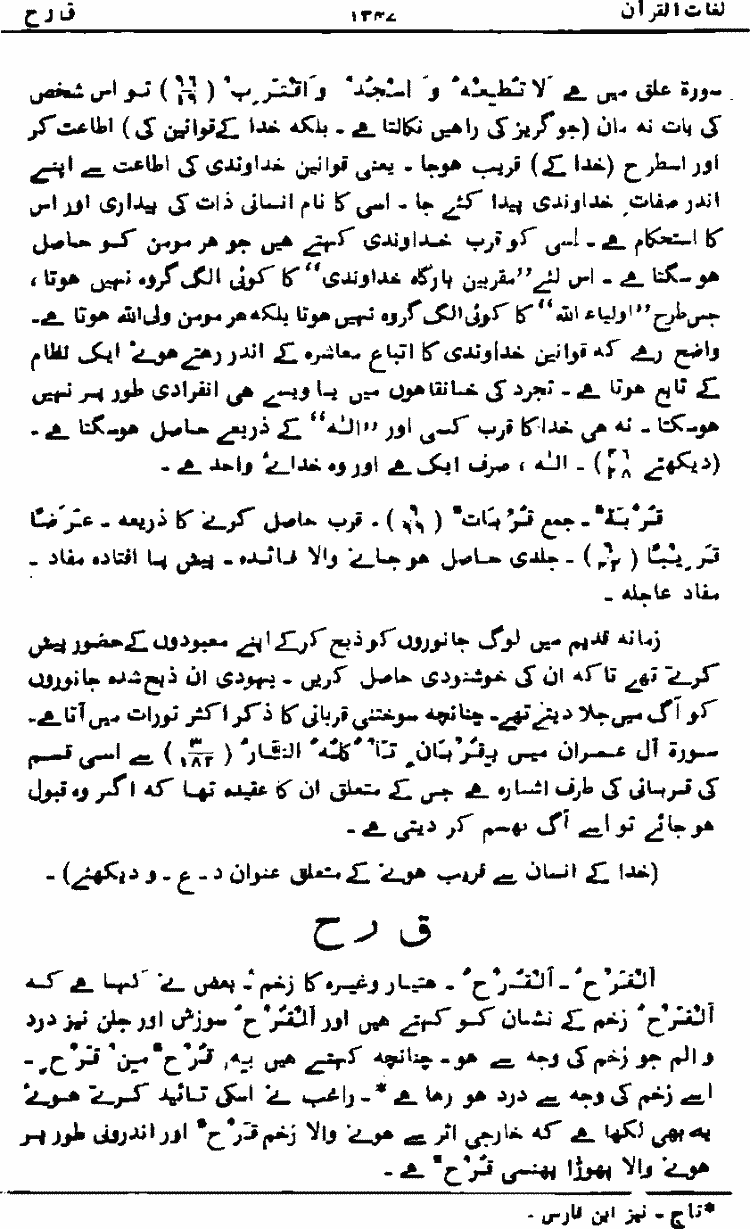 لغات القرآن ۱۳۴۷ ق ر ح
سورۃ علق میں ہے لَا تُطِعْہُ وَ اسْجُدْ وَاقْتَرِبْ (۹۶/۱۹) تو اس شخص
کی بات نہ مان (جو گریز کی راہیں نکالتا ہے ۔ بلکہ خدا کے قوانین کی) اطاعت کر
اور اسطرح (خدا کے) قریب ہوجا ۔ یعنی قوانین خداوندی کی اطاعت سے اپنے
اندر صفاتِ خداوندی پیدا کئے جا ۔ اسی کا نام انسانی ذات کی بیداری اور اس
کا استحکام ہے ۔ اسی کو قرب خداوندی کہتے ہیں جو ہر مومن کو حاصل
ہو سکتا ہے ۔ اس لئے ”مقربین بارگاہ خداوندی“ کا کوئی الگ گروہ نہیں ہوتا ،
جس طرح ”اولیاء اللہ“ کا کوئی الگ گروہ نہیں ہوتا بلکہ ہر مومن ولی اللہ ہوتا ہے۔
واضح رہے کہ قوانین خداوندی کا اتباع معاشرہ کے اندر رہتے ہوئے ایک نظام
کے تابع ہوتا ہے ۔ تجرد کی خانقاہوں میں یا ویسے ہی انفرادی طور پر نہیں
ہوسکتا ۔ نہ ہی خدا کا قرب کسی اور ”الٰہ“ کے ذریعے حاصل ہوسکتا ہے ۔
(دیکھئے ۴۶/۲۸) ۔ الٰہ ، صرف ایک ہے اور وہ خدائے واحد ہے ۔
قُرْبَۃٌ ۔ جمع قُرُبَاتٌ (۹/۹۹) ۔ قرب حاصل کرنے کا ذریعہ ۔ عَرَضًا
قَرِیْبًا (۹/۴۲) ۔ جلدی حاصل ہو جانے والا فائدہ ۔ پیش پا افتادہ مفاد ۔
مفاد عاجلہ ۔
زمانہ قدیم میں لوگ جانوروں کو ذبح کرکے اپنے معبودوں کے حضور پیش
کرتے تھے تاکہ ان کی خوشنودی حاصل کریں ۔ یہودی ان ذبح شدہ جانوروں
کو آگ میں جلا دیتے تھے۔ چنانچہ سوختنی قربانی کا ذکر اکثر تورات میں آتا ہے۔
سورۃ آل عمران میں بِقُرْبَانٍ تَأْکُلُہُ النَّارُ (۳/۱۸۲) سے اسی قسم
کی قربانی کی طرف اشارہ ہے جس کے متعلق ان کا عقیدہ تھا کہ اگر وہ قبول
ہو جائے تو اسے آگ بھسم کر دیتی ہے ۔
(خدا کے انسان سے قریب ہونے کے متعلق عنوان د ۔ ع ۔ و دیکھئے) ۔
ق ر ح
اَلْقَرْحُ ۔ اَلْقُرْحُ ۔ ہتیار وغیرہ کا زخم ۔ بعض نے کہا ہے کہ
اَلْقَرْحُ زخم کے نشان کو کہتے ہیں اور اَلْقُرْحُ سوزش اور جلن نیز درد
و الم جو زخم کی وجہ سے ہو ۔ چنانچہ کہتے ہیں بِہٖ قُرْحٌ مِنْ قَرْحٍ ۔
اسے زخم کی وجہ سے درد ہو رہا ہے * ۔ راغب نے اسکی تائید کرتے ہوئے
یہ بھی لکھا ہے کہ خارجی اثر سے ہونے والا زخم قَرْحٌ اور اندرونی طور پر
ہونے والا پھوڑا پھنسی قُرْحٌ ہے ۔
*تاج ۔ نیز ابن فارس ۔